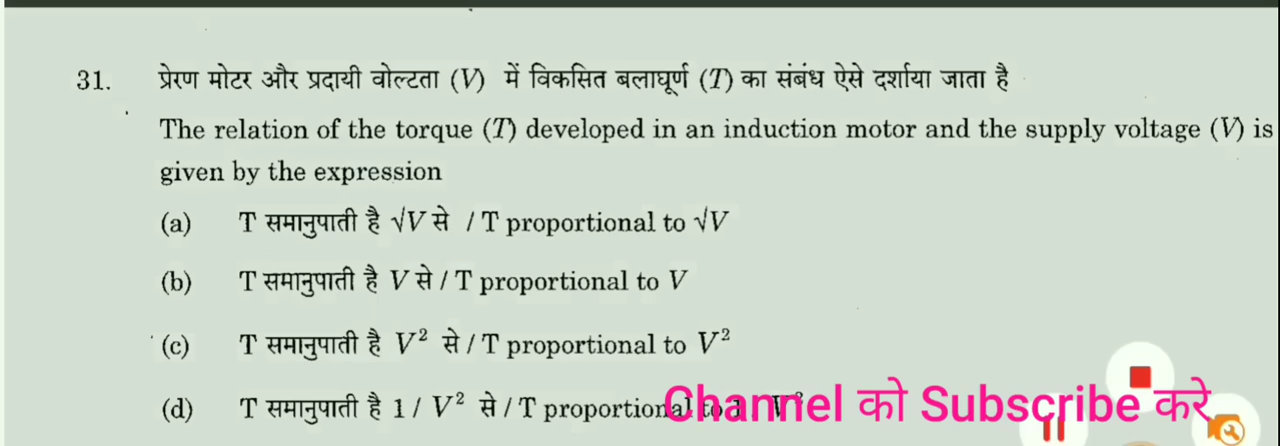 31. प्रेरण मोटर और प्रदायी वोल्टता (V) में विकसित बलाघूर्ण (T) का संबंध ऐसे दर्शाया जाता है
The relation of the torque (T) developed in an induction motor and the supply voltage (V) is
given by the expression
(a) T समानुपाती है √V से / T proportional to √V
(b) T समानुपाती है V से / T proportional to V
(c) T समानुपाती है V² से / T proportional to V²
(d) T समानुपाती है 1 / V² से / T proportional to
Channel को Subscribe करे